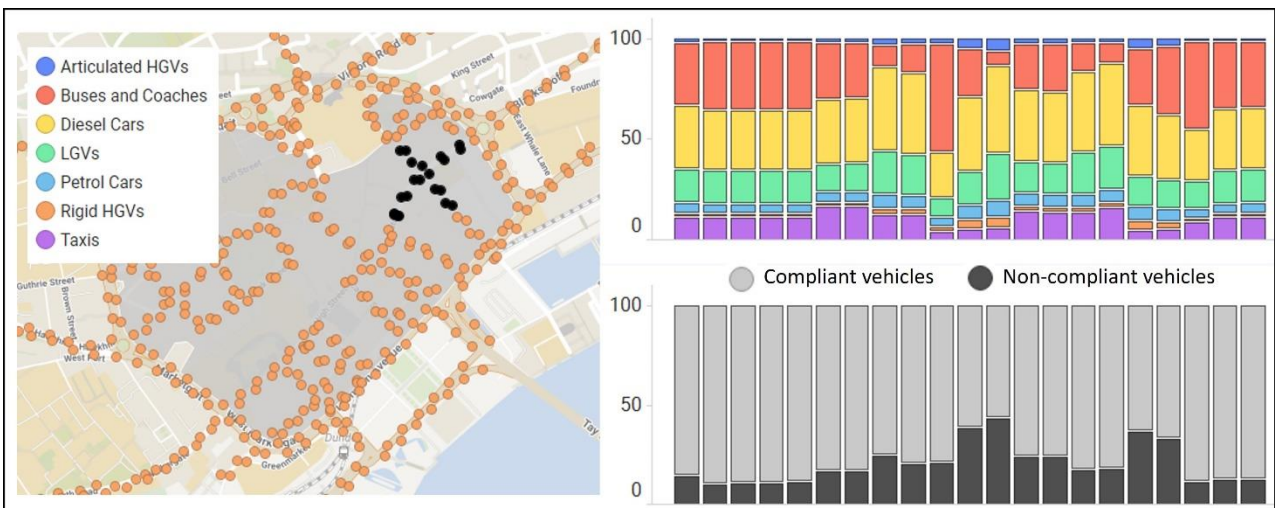 Articulated HGVs
Buses and Coaches
Diesel Cars
LGVs
Petrol Cars
Rigid HGVs
Taxis
King Street
Cowgate
East Whale Lane
Bell Street
Guthrie Street
Brown Street
West Port
Greenmarket
Tay
100
50
0
Compliant vehicles
Non-compliant vehicles
100
50
0